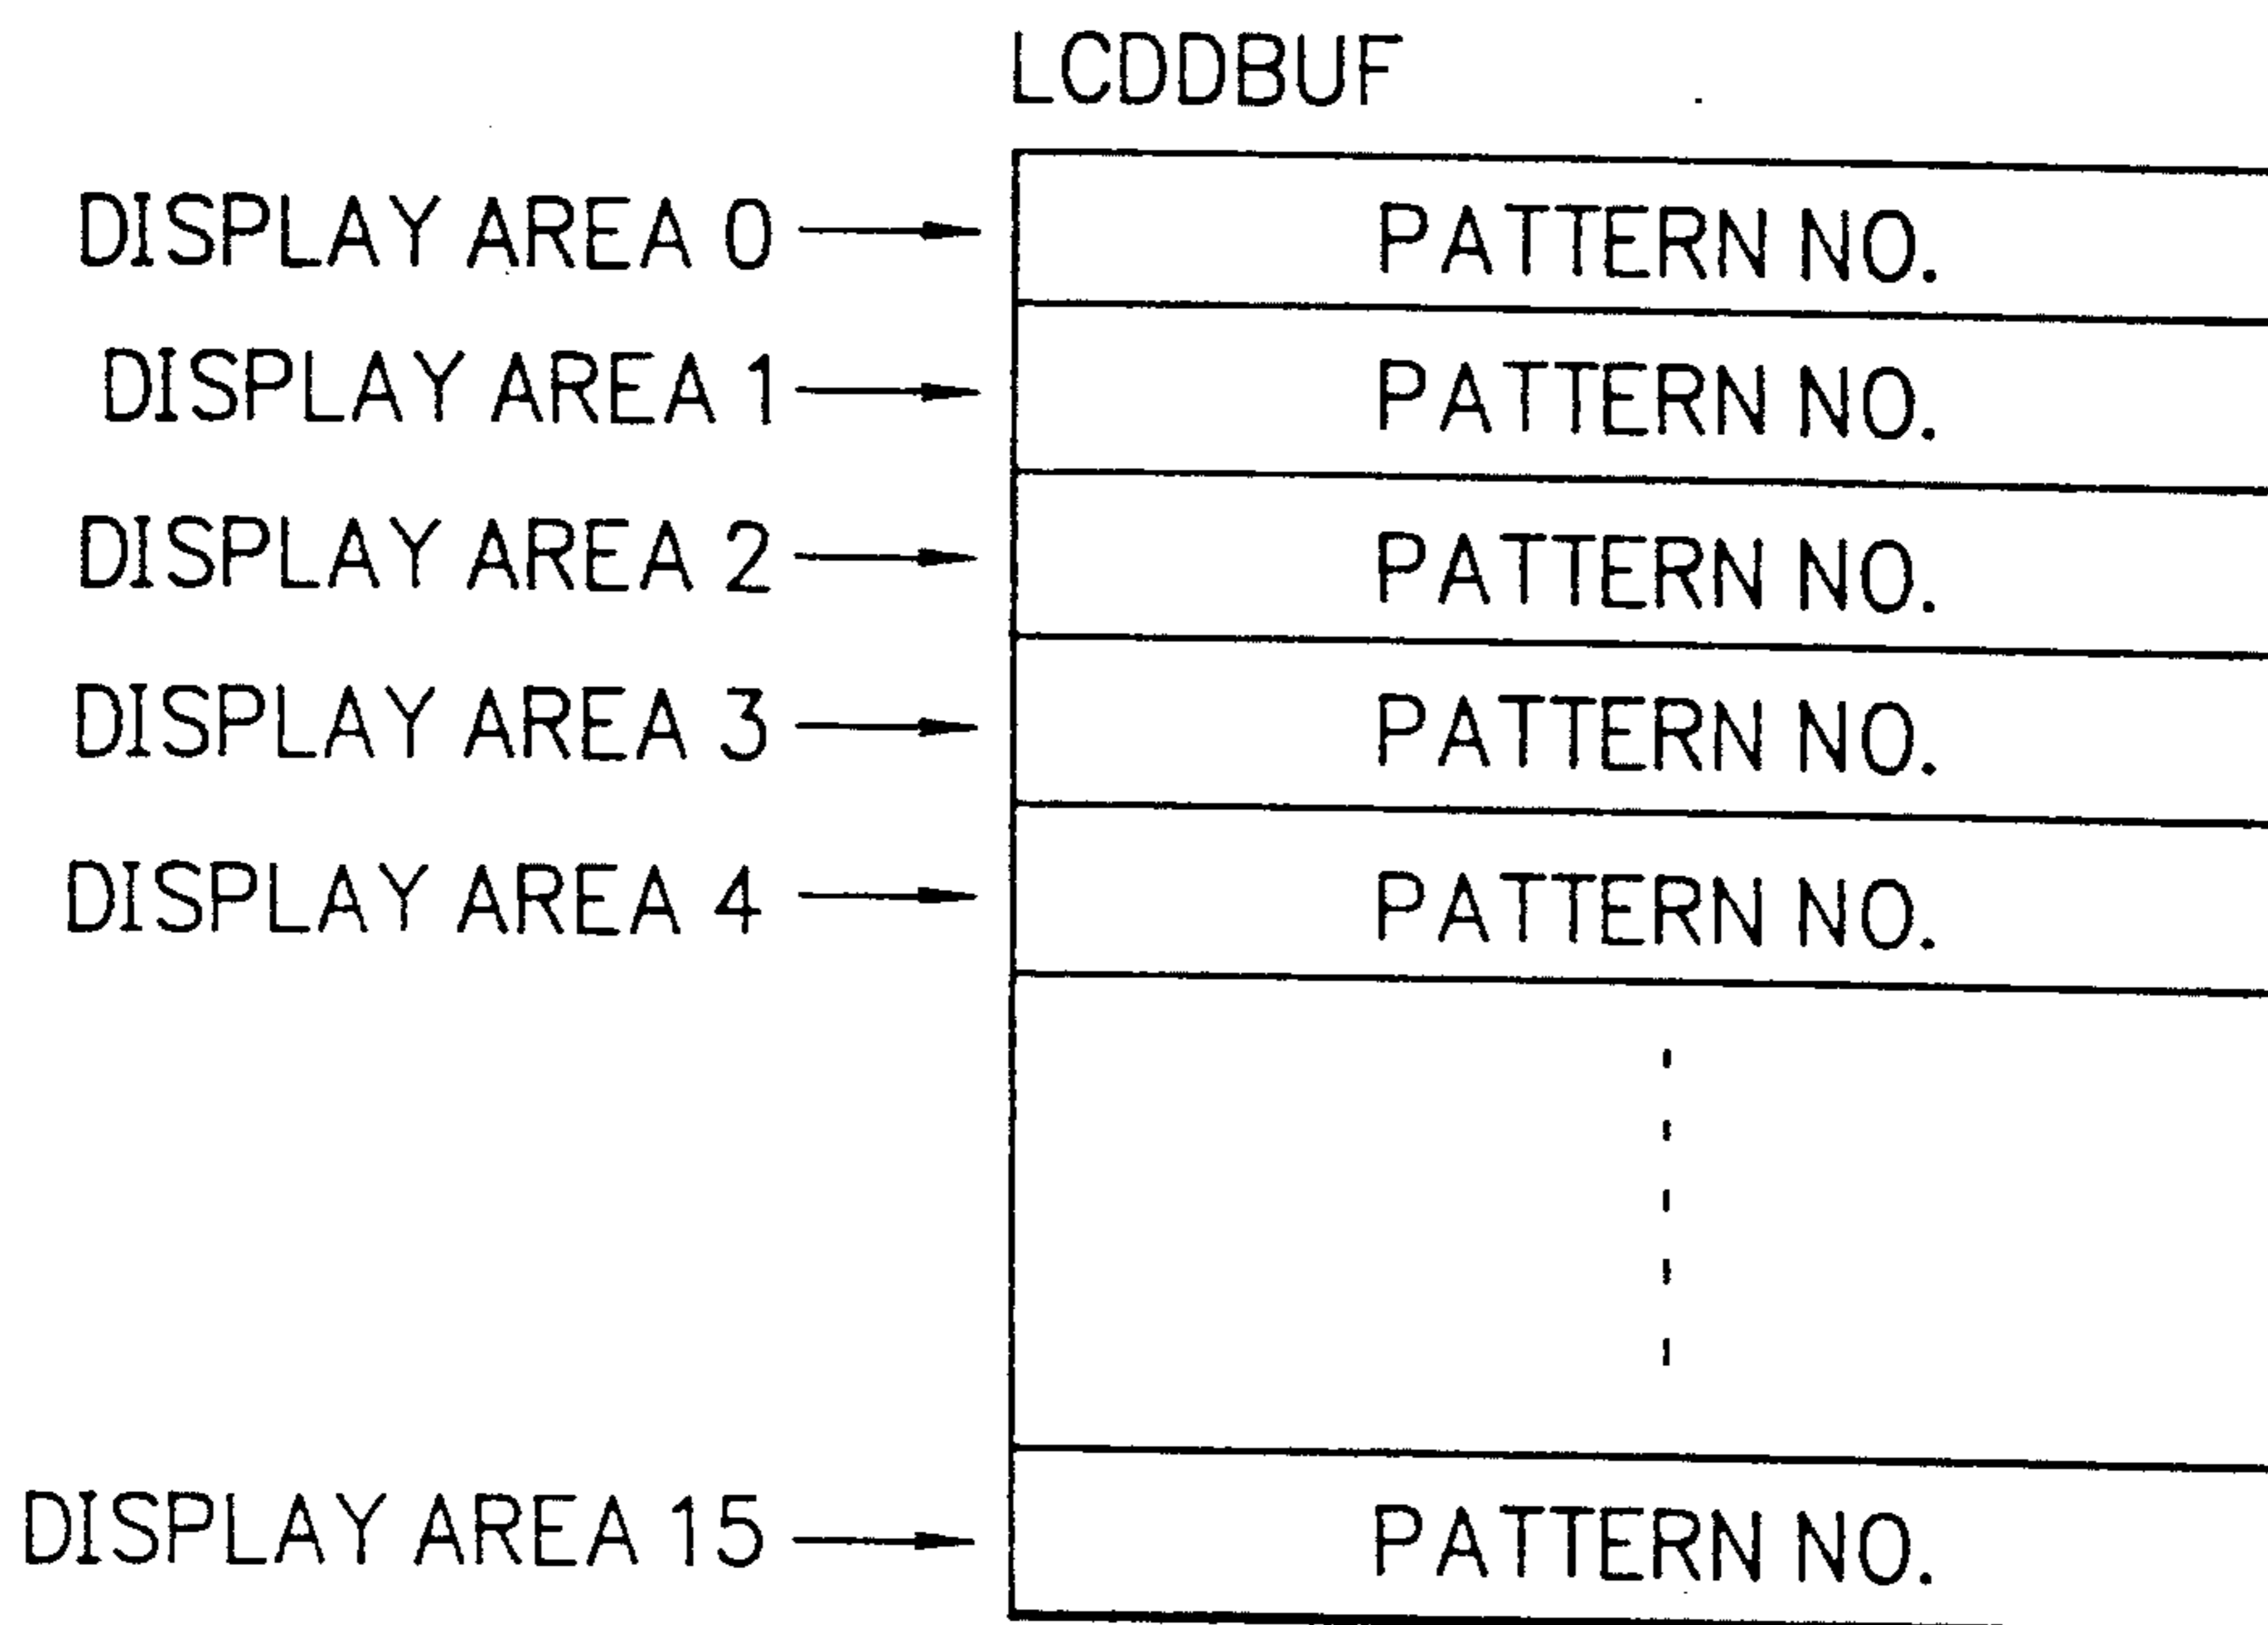 LCDDBUF
DISPLAY AREA 0 PATTERN NO.
DISPLAY AREA 1 PATTERN NO.
DISPLAY AREA 2 PATTERN NO.
DISPLAY AREA 3 PATTERN NO.
DISPLAY AREA 4 PATTERN NO.
DISPLAY AREA 15 PATTERN NO.